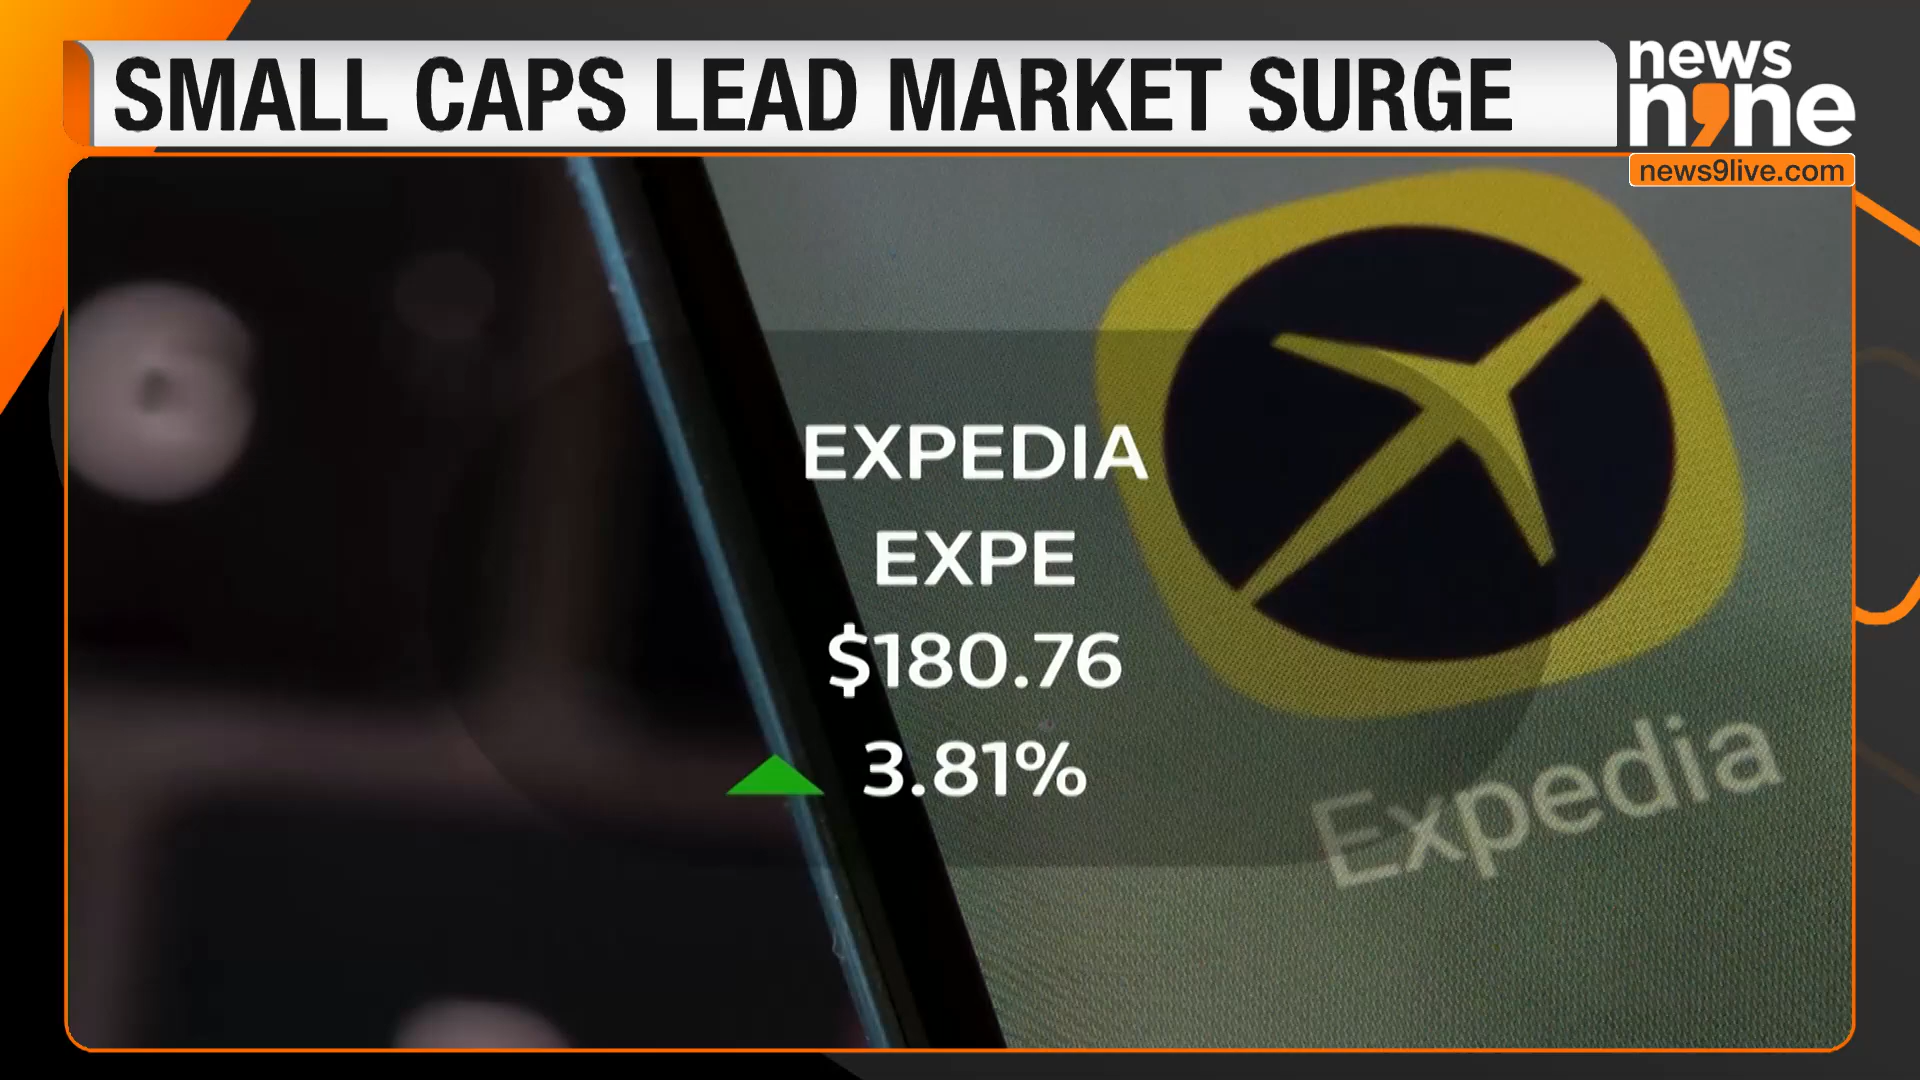 SMALL CAPS LEAD MARKET SURGE
news
nine
news9live.com
EXPEDIA
EXPE
$180.76
3.81%
Expedia